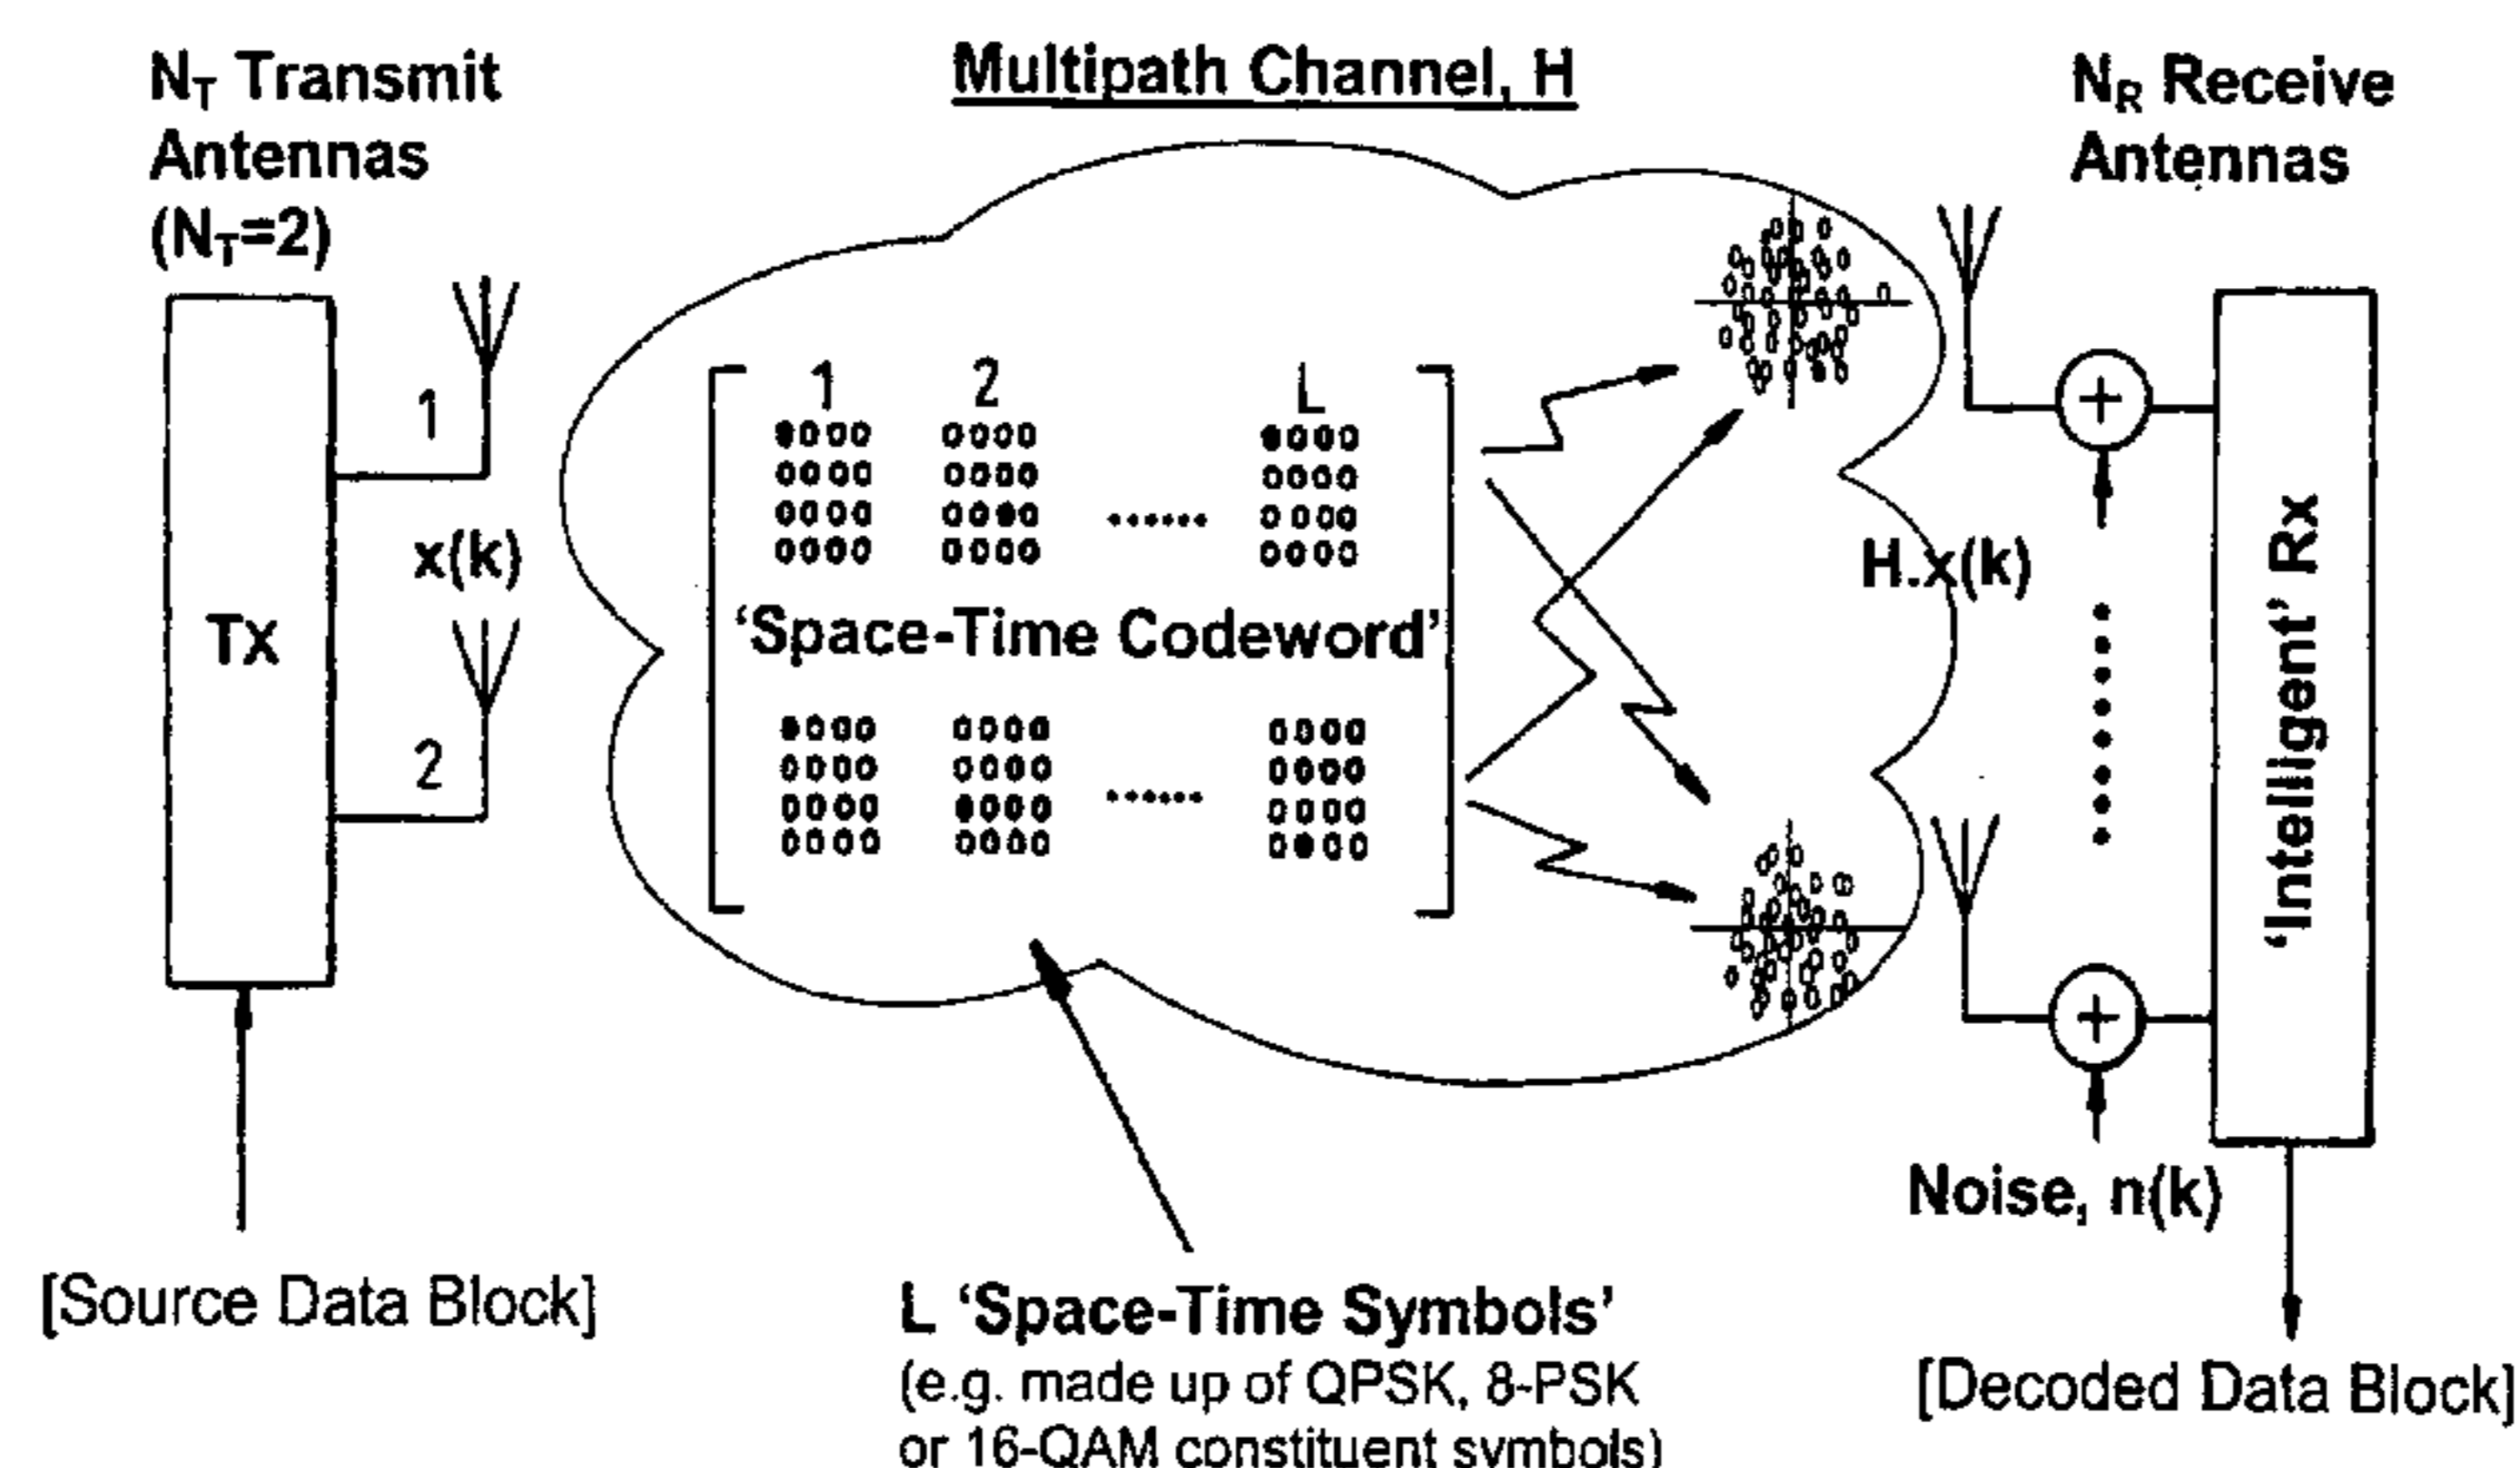 N_T Transmit
Antennas
(N_T=2)
Multipath Channel, H
N_R Receive
Antennas
1
2
x(k)
Tx
1 2 L
......
'Space-Time Codeword'
......
H.x(k)
'Intelligent' Rx
Noise, n(k)
[Source Data Block]
L 'Space-Time Symbols'
(e.g. made up of QPSK, 8-PSK
or 16-QAM constituent symbols)
[Decoded Data Block]